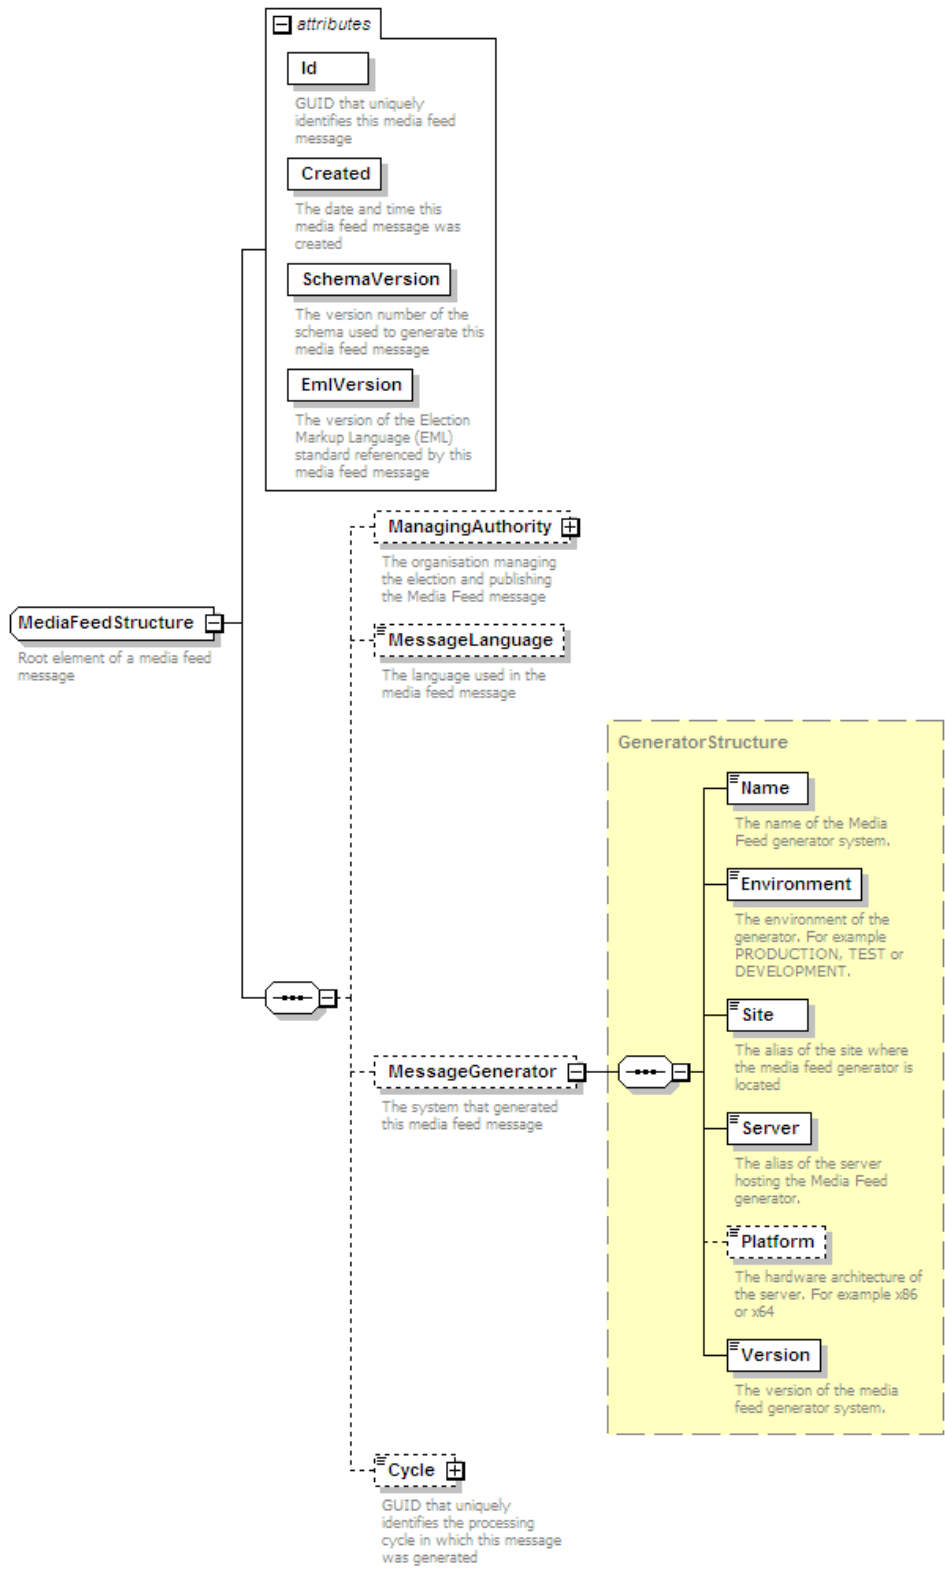 attributes
Id
GUID that uniquely
identifies this media feed
message
Created
The date and time this
media feed message was
created
SchemaVersion
The version number of the
schema used to generate this
media feed message
EmlVersion
The version of the Election
Markup Language (EML)
standard referenced by this
media feed message
ManagingAuthority
The organisation managing
the election and publishing
the Media Feed message
MediaFeedStructure
Root element of a media feed
message
MessageLanguage
The language used in the
media feed message
GeneratorStructure
Name
The name of the Media
Feed generator system.
Environment
The environment of the
generator. For example
PRODUCTION, TEST or
DEVELOPMENT.
Site
The alias of the site where
the media feed generator is
located
MessageGenerator
The system that generated
this media feed message
Server
The alias of the server
hosting the Media Feed
generator.
Platform
The hardware architecture of
the server. For example x86
or x64
Version
The version of the media
feed generator system.
Cycle
GUID that uniquely
identifies the processing
cycle in which this message
was generated